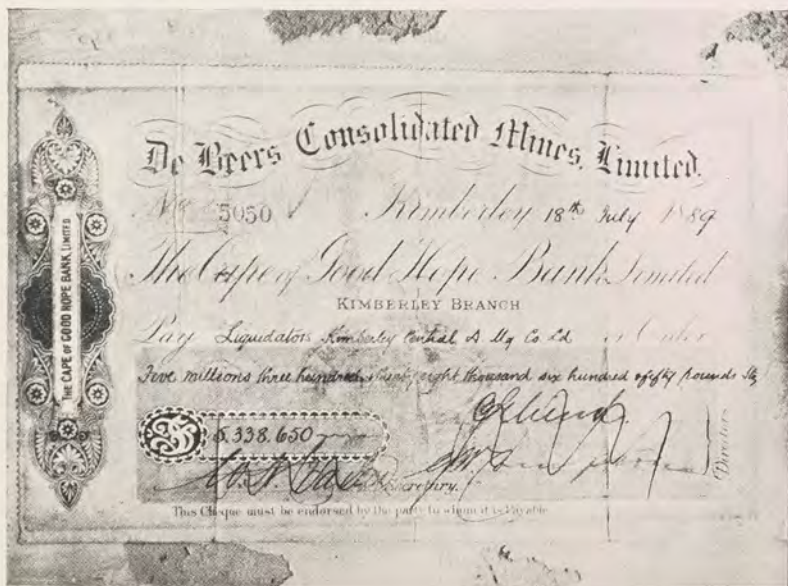 De Beers Consolidated Mines, Limited.
No 5050 Kimberley 18th July 1889
The Cape of Good Hope Bank Limited
KIMBERLEY BRANCH
Pay Liquidators Kimberley Central D. Mg Co Ld or Order
Five millions three hundred & thirty eight thousand six hundred & fifty pounds Stg
£5.338.650
Directors
Secretary.
This Cheque must be endorsed by the party to whom it is Payable
THE CAPE OF GOOD HOPE BANK LIMITED